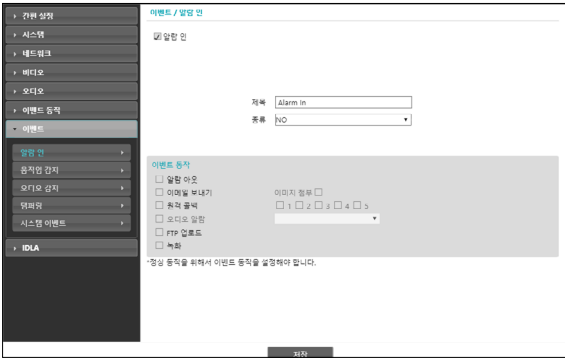 간편 설정
시스템
네트워크
비디오
오디오
이벤트 동작
이벤트
알람 인
움직임 감지
오디오 감지
탬퍼링
시스템 이벤트
IDLA
이벤트 / 알람 인
알람 인
제목 Alarm In
종류 NO
이벤트 동작
알람 아웃
이메일 보내기 이미지 첨부
원격 콜백 1 2 3 4 5
오디오 알람
FTP 업로드
녹화
*정상 동작을 위해서 이벤트 동작을 설정해야 합니다.
저장